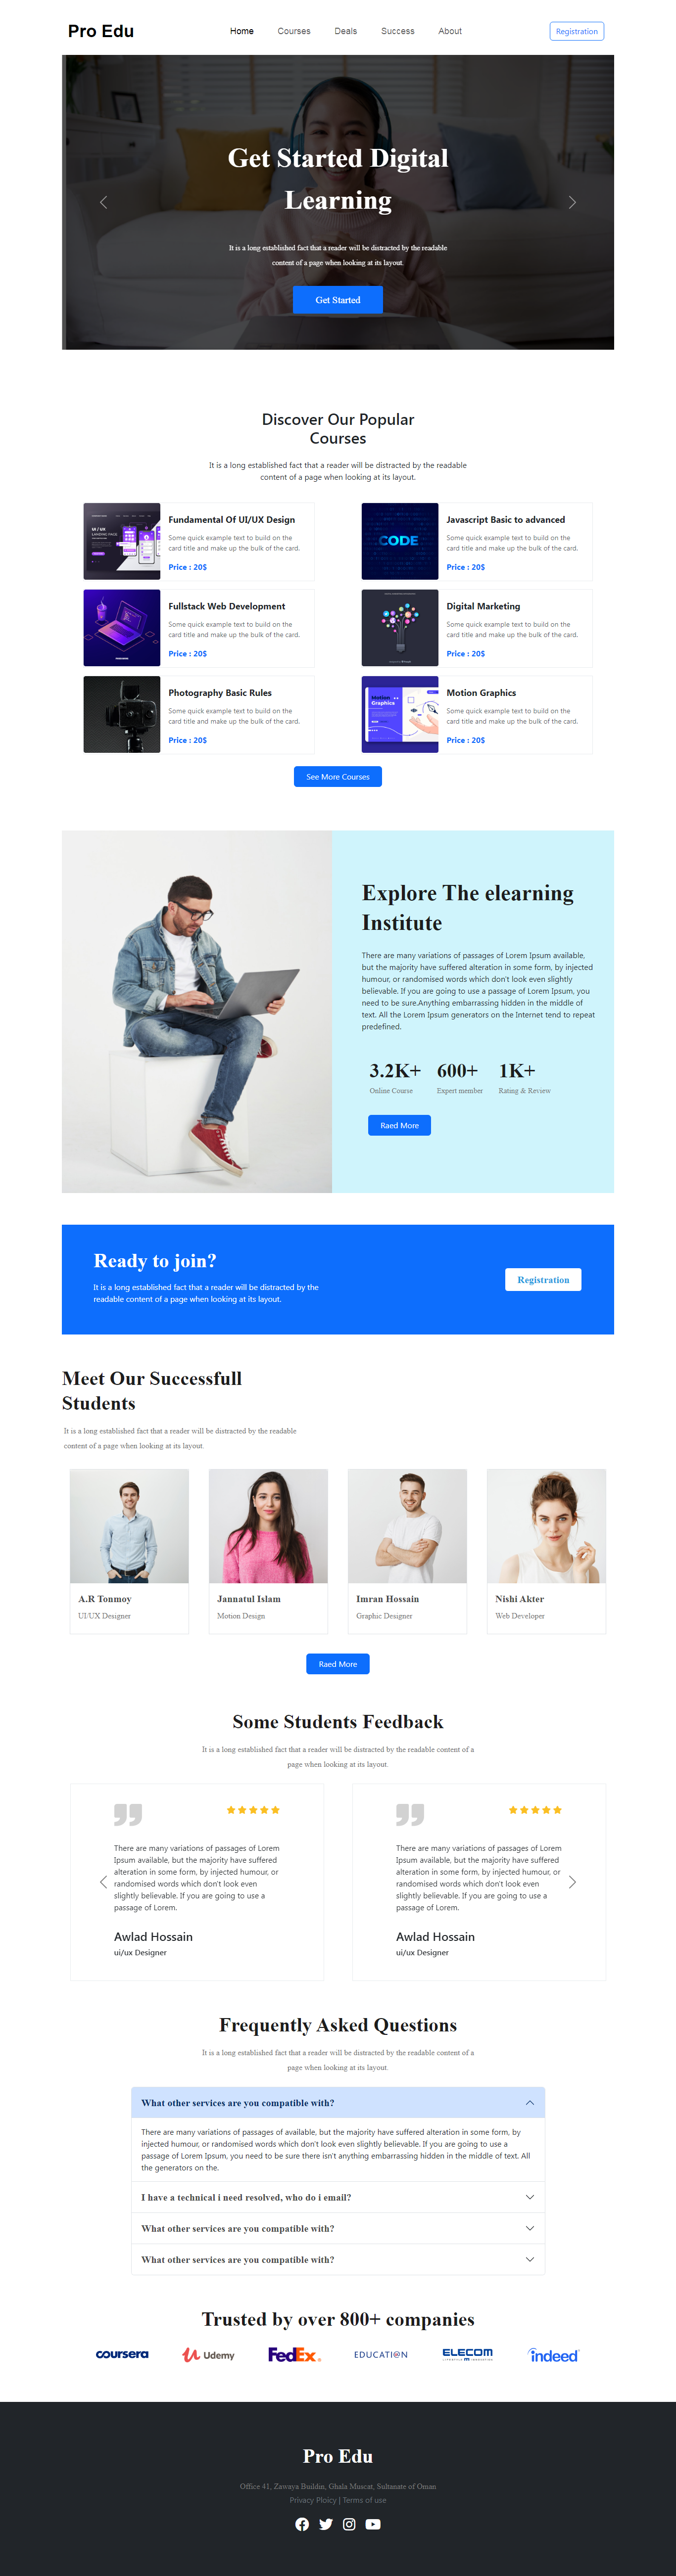 Pro Edu
Home Courses Deals Success About
Registration
Get Started Digital
Learning
It is a long established fact that a reader will be distracted by the readable
content of a page when looking at its layout.
Get Started
Discover Our Popular
Courses
It is a long established fact that a reader will be distracted by the readable
content of a page when looking at its layout.
Fundamental Of UI/UX Design
Some quick example text to build on the
card title and make up the bulk of the card.
Price : 20$
CODE
Javascript Basic to advanced
Some quick example text to build on the
card title and make up the bulk of the card.
Price : 20$
Fullstack Web Development
Some quick example text to build on the
card title and make up the bulk of the card.
Price : 20$
Digital Marketing
Some quick example text to build on the
card title and make up the bulk of the card.
Price : 20$
Photography Basic Rules
Some quick example text to build on the
card title and make up the bulk of the card.
Price : 20$
Motion
Graphics
Motion Graphics
Some quick example text to build on the
card title and make up the bulk of the card.
Price : 20$
See More Courses
Explore The elearning
Institute
There are many variations of passages of Lorem Ipsum available,
but the majority have suffered alteration in some form, by injected
humour, or randomised words which don't look even slightly
believable. If you are going to use a passage of Lorem Ipsum, you
need to be sure.Anything embarrassing hidden in the middle of
text. All the Lorem Ipsum generators on the Internet tend to repeat
predefined.
3.2K+ 600+ 1K+
Online Course Expert member Rating & Review
Raed More
Ready to join?
It is a long established fact that a reader will be distracted by the
readable content of a page when looking at its layout.
Registration
Meet Our Successfull
Students
It is a long established fact that a reader will be distracted by the readable
content of a page when looking at its layout.
A.R Tonmoy
UI/UX Designer
Jannatul Islam
Motion Design
Imran Hossain
Graphic Designer
Nishi Akter
Web Developer
Raed More
Some Students Feedback
It is a long established fact that a reader will be distracted by the readable content of a
page when looking at its layout.
There are many variations of passages of Lorem
Ipsum available, but the majority have suffered
alteration in some form, by injected humour, or
randomised words which don't look even
slightly believable. If you are going to use a
passage of Lorem.
Awlad Hossain
ui/ux Designer
There are many variations of passages of Lorem
Ipsum available, but the majority have suffered
alteration in some form, by injected humour, or
randomised words which don't look even
slightly believable. If you are going to use a
passage of Lorem.
Awlad Hossain
ui/ux Designer
Frequently Asked Questions
It is a long established fact that a reader will be distracted by the readable content of a
page when looking at its layout.
What other services are you compatible with?
There are many variations of passages of available, but the majority have suffered alteration in some form, by
injected humour, or randomised words which don't look even slightly believable. If you are going to use a
passage of Lorem Ipsum, you need to be sure there isn't anything embarrassing hidden in the middle of text. All
the generators on the.
I have a technical i need resolved, who do i email?
What other services are you compatible with?
What other services are you compatible with?
Trusted by over 800+ companies
coursera
Udemy
FedEx
EDUCATI@N
ELECOM
indeed
Pro Edu
Office 41, Zawaya Buildin, Ghala Muscat, Sultanate of Oman
Privacy Ploicy | Terms of use